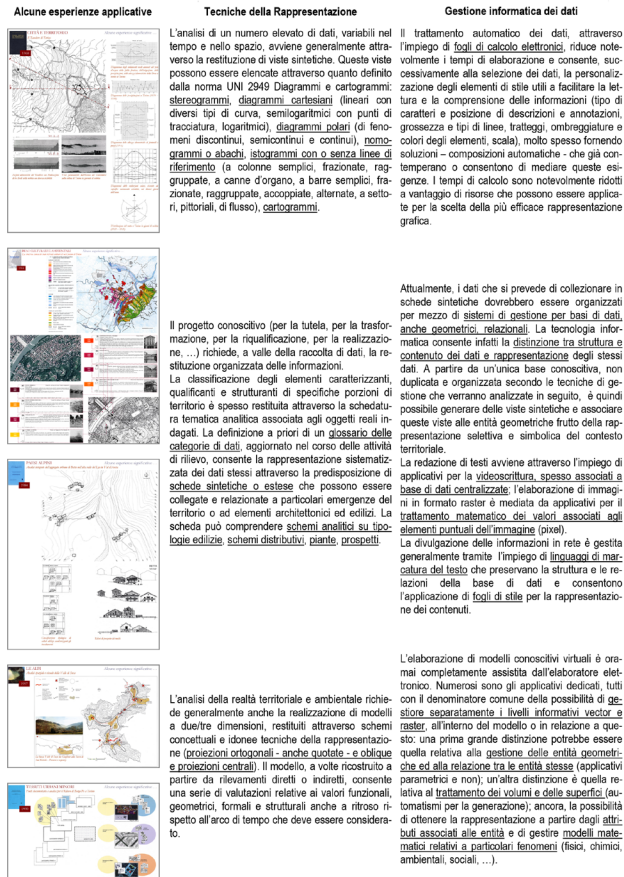 Alcune esperienze applicative
Tecniche della Rappresentazione
Gestione informatica dei dati
L'analisi di un numero elevato di dati, variabili nel
tempo e nello spazio, avviene generalmente attra-
verso la restituzione di viste sintetiche. Queste viste
possono essere elencate attraverso quanto definito
dalla norma UNI 2949 Diagrammi e cartogrammi:
stereogrammi, diagrammi cartesiani (lineari con
diversi tipi di curva, semilogaritmici con punti di
tracciatura, logaritmici), diagrammi polari (di feno-
meni discontinui, semicontinui e continui), nomo-
grammi o abachi, istogrammi con o senza linee di
riferimento (a colonne semplici, frazionate, rag-
gruppate, a canne d'organo, a barre semplici, fra-
zionate, raggruppate, accoppiate, alternate, a setto-
ri, pittoriali, di flusso), cartogrammi.
Il trattamento automatico dei dati, attraverso
l'impiego di fogli di calcolo elettronici, riduce note-
volmente i tempi di elaborazione e consente, suc-
cessivamente alla selezione dei dati, la personaliz-
zazione degli elementi di stile utili a facilitare la let-
tura e la comprensione delle informazioni (tipo di
caratteri e posizione di descrizioni e annotazioni,
grossezza e tipi di linee, tratteggi, ombreggiature e
colori degli elementi, scala), molto spesso fornendo
soluzioni – composizioni automatiche - che già con-
temperano o consentono di mediare queste esi-
genze. I tempi di calcolo sono notevolmente ridotti
a vantaggio di risorse che possono essere applica-
te per la scelta della più efficace rappresentazione
grafica.
Il progetto conoscitivo (per la tutela, per la trasfor-
mazione, per la riqualificazione, per la realizzazio-
ne, …) richiede, a valle della raccolta di dati, la re-
stituzione organizzata delle informazioni.
La classificazione degli elementi caratterizzanti,
qualificanti e strutturanti di specifiche porzioni di
territorio è spesso restituita attraverso la schedatu-
ra tematica analitica associata agli oggetti reali in-
dagati. La definizione a priori di un glossario delle
categorie di dati, aggiornato nel corso delle attività
di rilievo, consente la rappresentazione sistematiz-
zata dei dati stessi attraverso la predisposizione di
schede sintetiche o estese che possono essere
collegate e relazionate a particolari emergenze del
territorio o ad elementi architettonici ed edilizi. La
scheda può comprendere schemi analitici su tipo-
logie edilizie, schemi distributivi, piante, prospetti.
Attualmente, i dati che si prevede di collezionare in
schede sintetiche dovrebbero essere organizzati
per mezzo di sistemi di gestione per basi di dati,
anche geometrici, relazionali. La tecnologia infor-
matica consente infatti la distinzione tra struttura e
contenuto dei dati e rappresentazione degli stessi
dati. A partire da un'unica base conoscitiva, non
duplicata e organizzata secondo le tecniche di ge-
stione che verranno analizzate in seguito, è quindi
possibile generare delle viste sintetiche e associare
queste viste alle entità geometriche frutto della rap-
presentazione selettiva e simbolica del contesto
territoriale.
La redazione di testi avviene attraverso l'impiego di
applicativi per la videoscrittura, spesso associati a
base di dati centralizzate; l'elaborazione di immagi-
ni in formato raster è mediata da applicativi per il
trattamento matematico dei valori associati agli
elementi puntuali dell'immagine (pixel).
La divulgazione delle informazioni in rete è gestita
generalmente tramite l'impiego di linguaggi di mar-
catura del testo che preservano la struttura e le re-
lazioni della base di dati e consentono
l'applicazione di fogli di stile per la rappresentazio-
ne dei contenuti.
L'analisi della realtà territoriale e ambientale richie-
de generalmente anche la realizzazione di modelli
a due/tre dimensioni, restituiti attraverso schemi
concettuali e idonee tecniche della rappresentazio-
ne (proiezioni ortogonali - anche quotate - e oblique
e proiezioni centrali). Il modello, a volte ricostruito a
partire da rilevamenti diretti o indiretti, consente
una serie di valutazioni relative ai valori funzionali,
geometrici, formali e strutturali anche a ritroso ri-
spetto all'arco di tempo che deve essere considera-
to.
L'elaborazione di modelli conoscitivi virtuali è ora-
mai completamente assistita dall'elaboratore elet-
tronico. Numerosi sono gli applicativi dedicati, tutti
con il denominatore comune della possibilità di ge-
stiore separatamente i livelli informativi vector e
raster, all'interno del modello o in relazione a que-
sto: una prima grande distinzione potrebbe essere
quella relativa alla gestione delle entità geometri-
che ed alla relazione tra le entità stesse (applicativi
parametrici e non); un'altra distinzione è quella re-
lativa al trattamento dei volumi e delle superfici (au-
tomatismi per la generazione); ancora, la possibilità
di ottenere la rappresentazione a partire dagli attri-
buti associati alle entità e di gestire modelli mate-
matici relativi a particolari fenomeni (fisici, chimici,
ambientali, sociali, …).